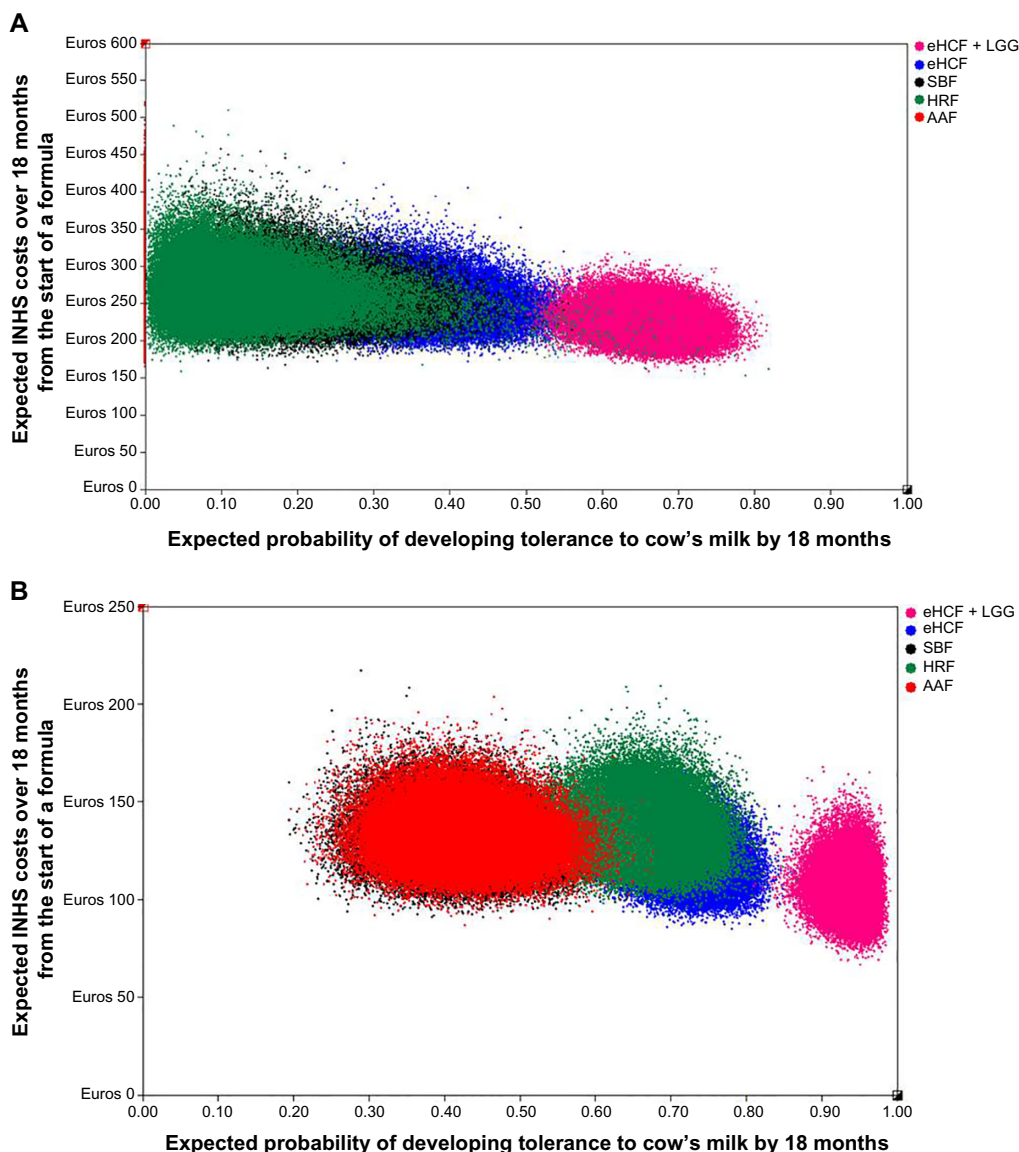 A
Expected INHS costs over 18 months
from the start of a formula
Euros 600
Euros 550
Euros 500
Euros 450
Euros 400
Euros 350
Euros 300
Euros 250
Euros 200
Euros 150
Euros 100
Euros 50
Euros 0
0.00 0.10 0.20 0.30 0.40 0.50 0.60 0.70 0.80 0.90 1.00
Expected probability of developing tolerance to cow's milk by 18 months
eHCF + LGG
eHCF
SBF
HRF
AAF
B
Expected INHS costs over 18 months
from the start of a formula
Euros 250
Euros 200
Euros 150
Euros 100
Euros 50
Euros 0
0.00 0.10 0.20 0.30 0.40 0.50 0.60 0.70 0.80 0.90 1.00
Expected probability of developing tolerance to cow's milk by 18 months
eHCF + LGG
eHCF
SBF
HRF
AAF